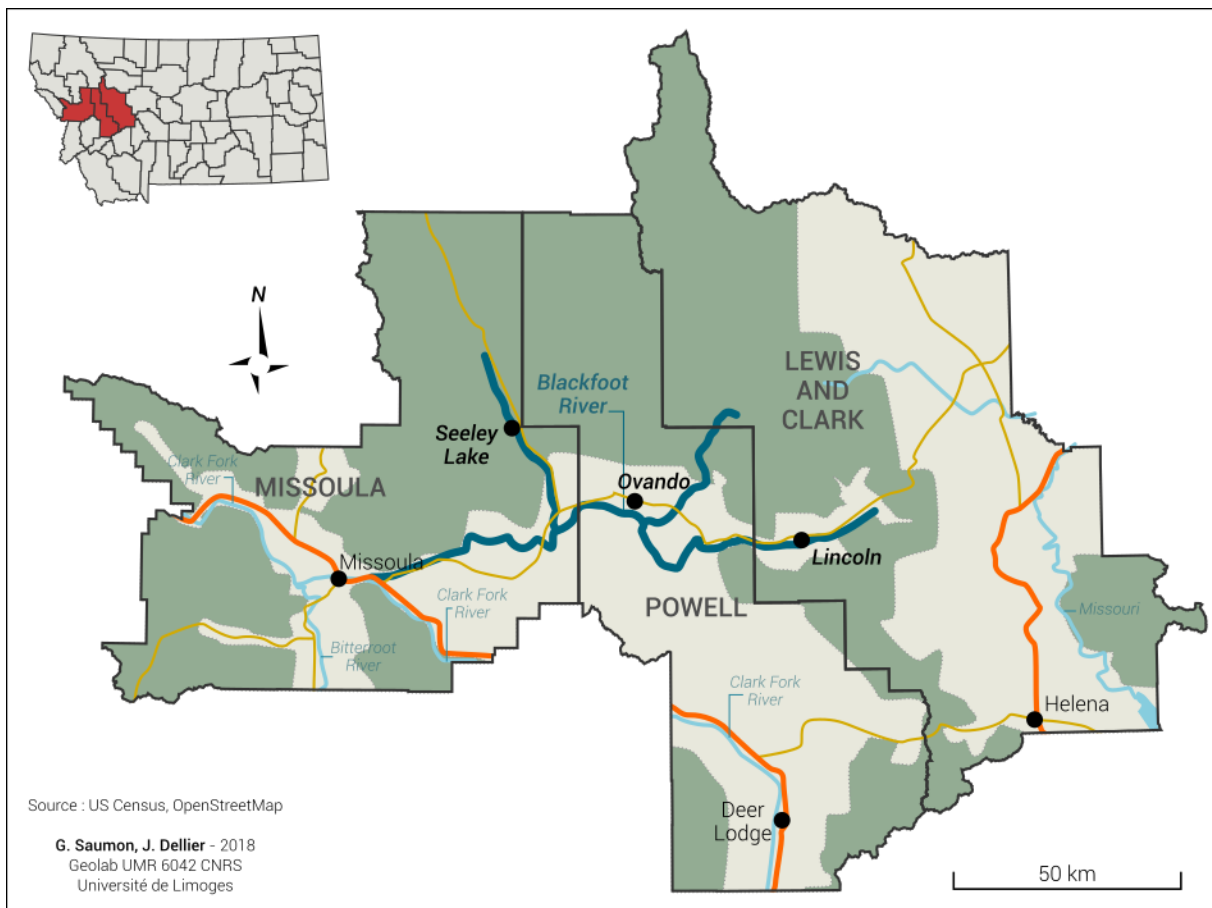 N
LEWIS
AND
CLARK
Blackfoot
River
Seeley
Lake
Clark Fork
River
MISSOULA
Ovando
Missoula
Lincoln
Clark Fork
River
POWELL
Missouri
Bitterroot
River
Clark Fork
River
Helena
Deer
Lodge
Source : US Census, OpenStreetMap
G. Saumon, J. Dellier - 2018
Geolab UMR 6042 CNRS
Université de Limoges
50 km